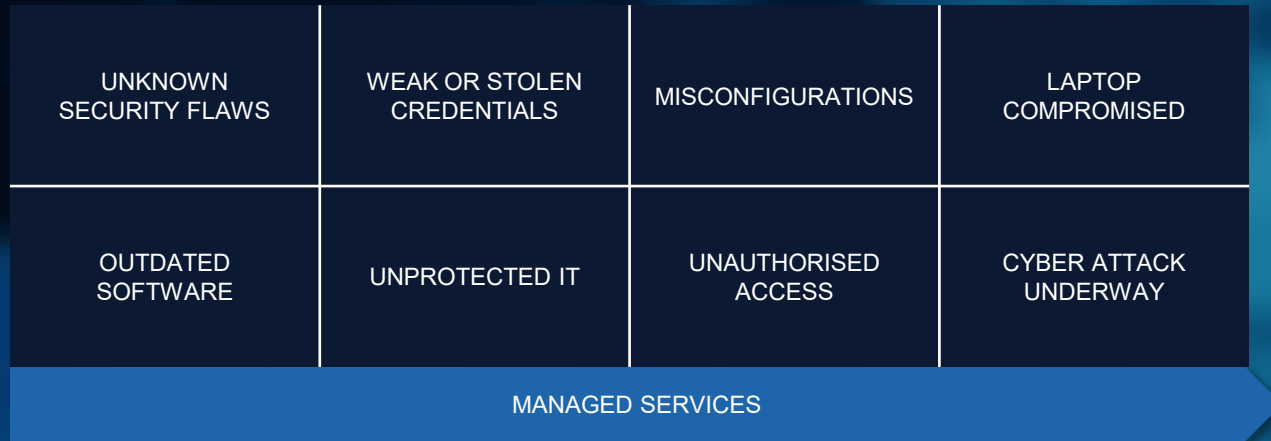 UNKNOWN
SECURITY FLAWS
WEAK OR STOLEN
CREDENTIALS
MISCONFIGURATIONS
LAPTOP
COMPROMISED
OUTDATED
SOFTWARE
UNPROTECTED IT
UNAUTHORISED
ACCESS
CYBER ATTACK
UNDERWAY
MANAGED SERVICES